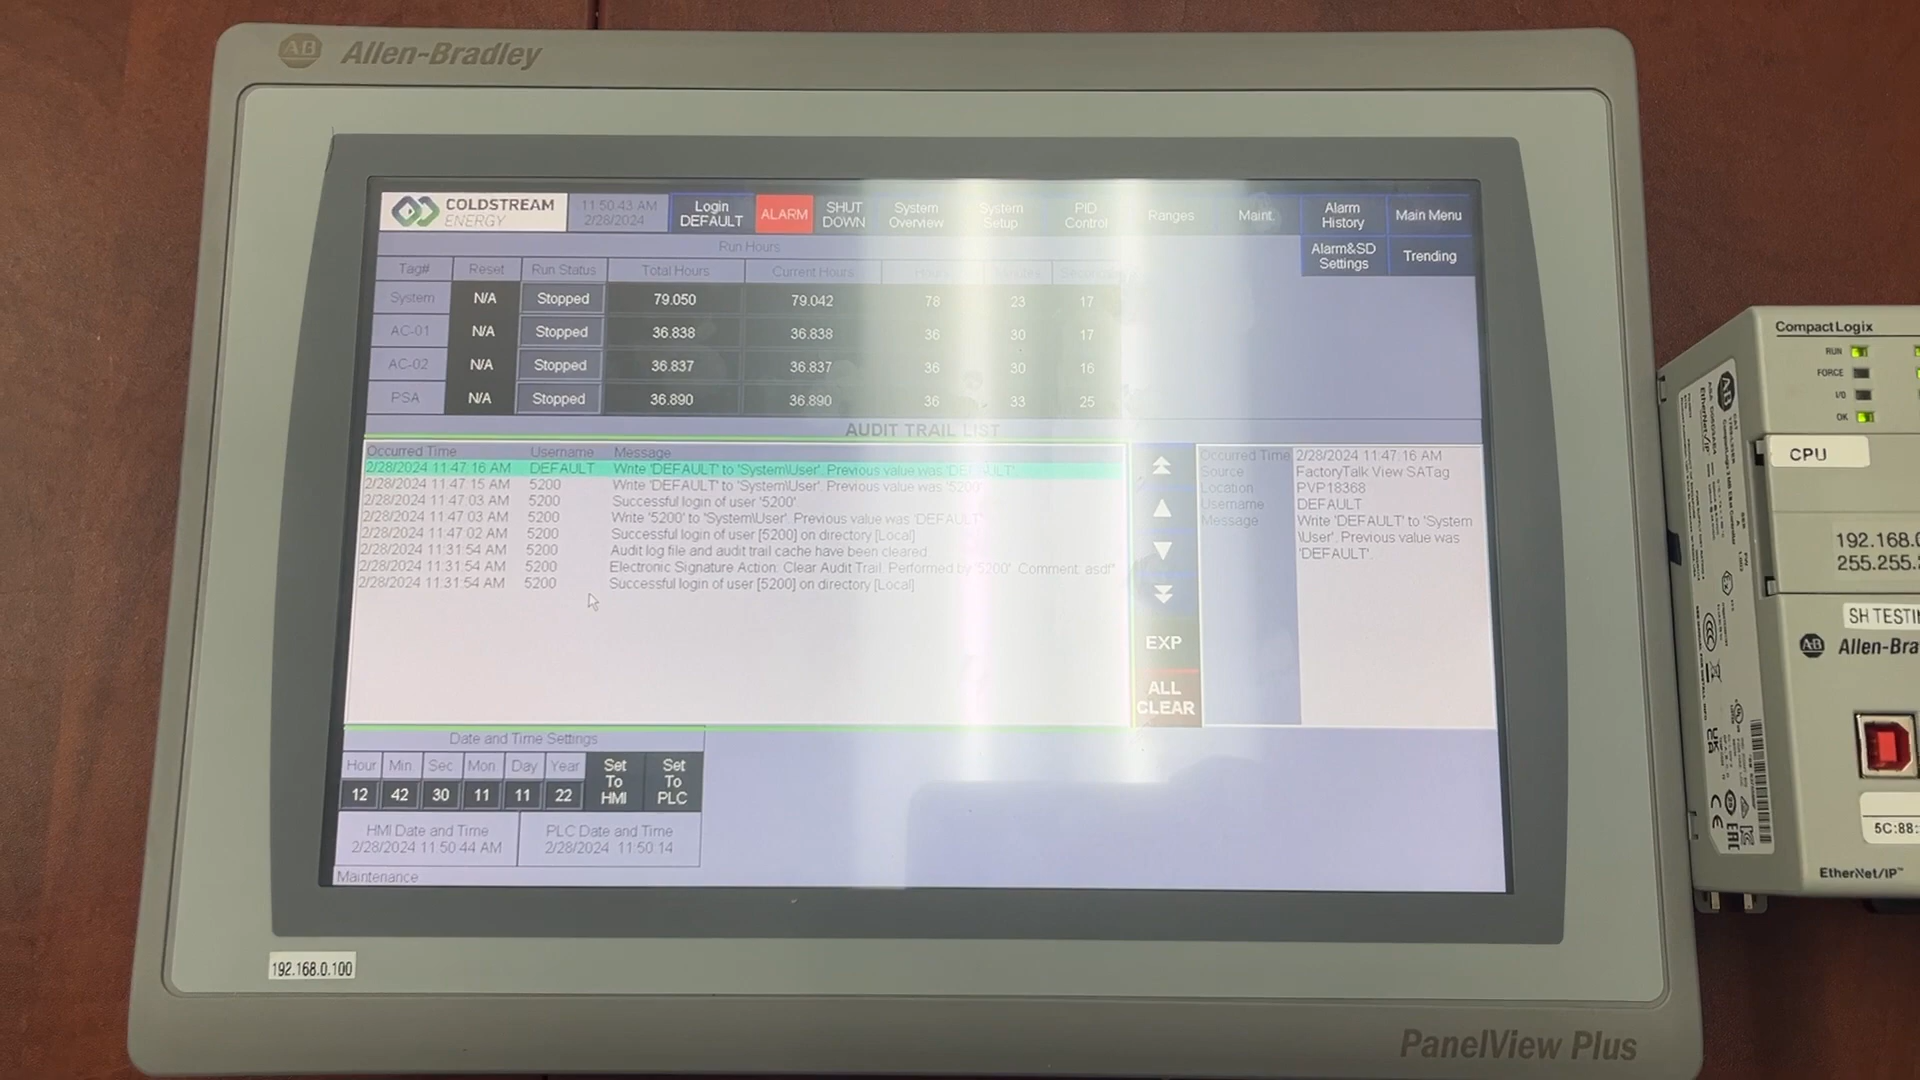 AB Allen-Bradley
COLDSTREAM
ENERGY
11:50:43 AM
2/28/2024
Login
DEFAULT
ALARM
SHUT
DOWN
System
Overview
System
Setup
PID
Control
Ranges
Maint.
Alarm
History
Main Menu
Alarm&SD
Settings
Trending
Run Hours
Tag# Reset Run Status Total Hours Current Hours Hours Minutes Seconds
System N/A Stopped 79.050 79.042 78 23 17
AC-01 N/A Stopped 36.838 36.838 36 30 17
AC-02 N/A Stopped 36.837 36.837 36 30 16
PSA N/A Stopped 36.890 36.890 36 33 25
AUDIT TRAIL LIST
Occurred Time Username Message
2/28/2024 11:47:16 AM DEFAULT Write 'DEFAULT' to 'System\User'. Previous value was 'DEFAULT'.
2/28/2024 11:47:15 AM 5200 Write 'DEFAULT' to 'System\User'. Previous value was '5200'.
2/28/2024 11:47:03 AM 5200 Successful login of user '5200'.
2/28/2024 11:47:03 AM 5200 Write '5200' to 'System\User'. Previous value was 'DEFAULT'.
2/28/2024 11:47:02 AM 5200 Successful login of user [5200] on directory [Local]
2/28/2024 11:31:54 AM 5200 Audit log file and audit trail cache have been cleared.
2/28/2024 11:31:54 AM 5200 Electronic Signature Action: Clear Audit Trail. Performed by '5200'. Comment: asdf'
2/28/2024 11:31:54 AM 5200 Successful login of user [5200] on directory [Local]
EXP
ALL
CLEAR
Occurred Time 2/28/2024 11:47:16 AM
Source FactoryTalk View SATag
Location PVP18368
Username DEFAULT
Message Write 'DEFAULT' to 'System
\User'. Previous value was
'DEFAULT'.
Date and Time Settings
Hour Min Sec Mon Day Year
12 42 30 11 11 22
Set
To
HMI
Set
To
PLC
HMI Date and Time
2/28/2024 11:50:44 AM
PLC Date and Time
2/28/2024 11:50:14
Maintenance
192.168.0.100
PanelView Plus
CompactLogix
RUN
FORCE
I/O
OK
CPU
192.168.0
255.255.
SH TESTI
AB Allen-Bra
5C:88:
EtherNet/IP™